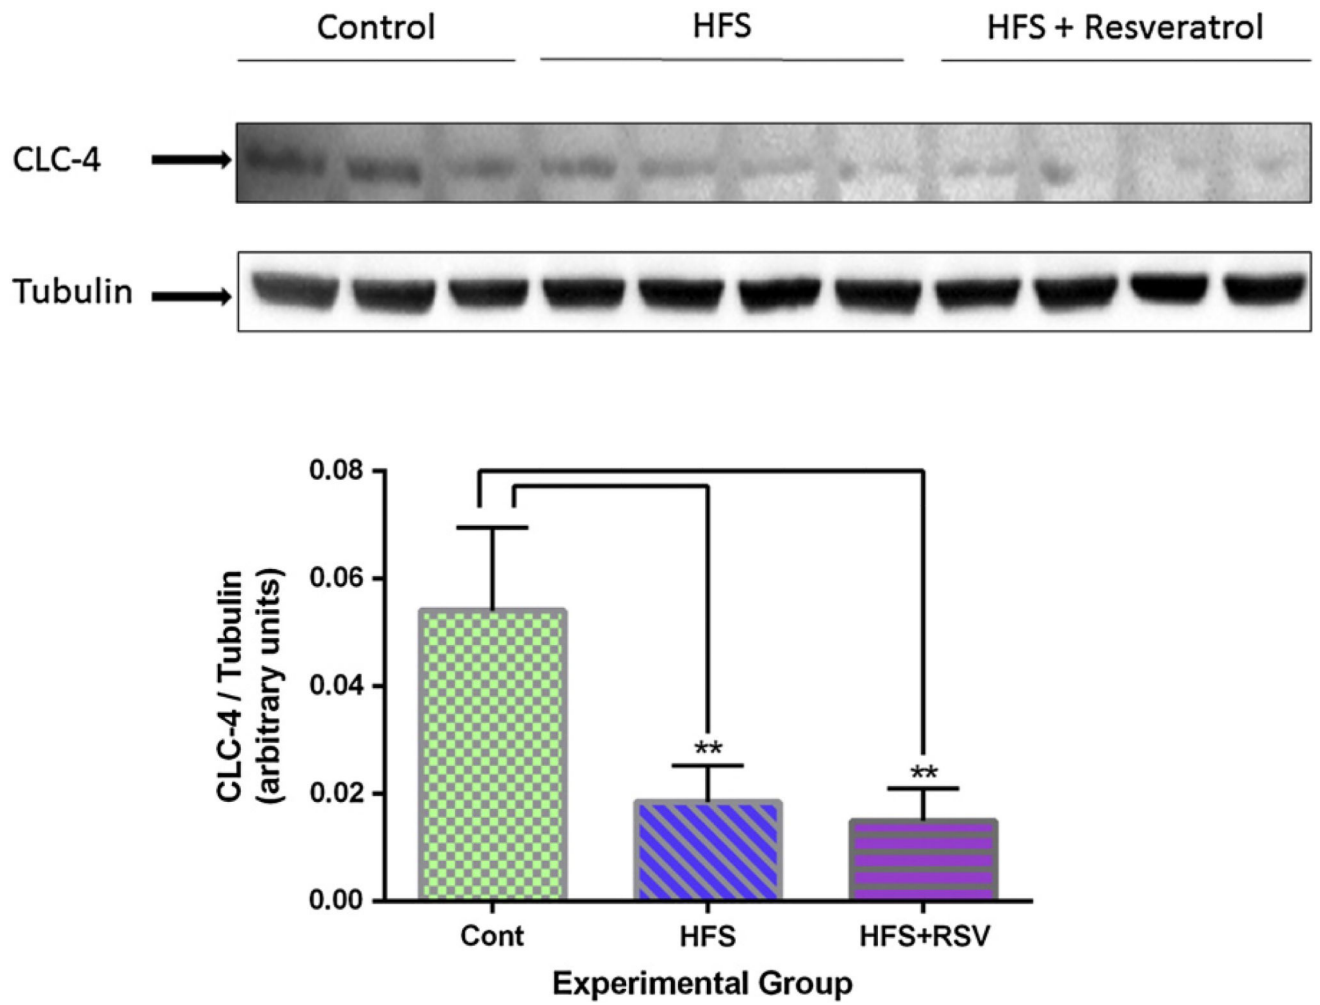 Control HFS HFS + Resveratrol
CLC-4
Tubulin
0.08
0.06
0.04
0.02
0.00
CLC-4 / Tubulin
(arbitrary units)
**
**
Cont HFS HFS+RSV
Experimental Group